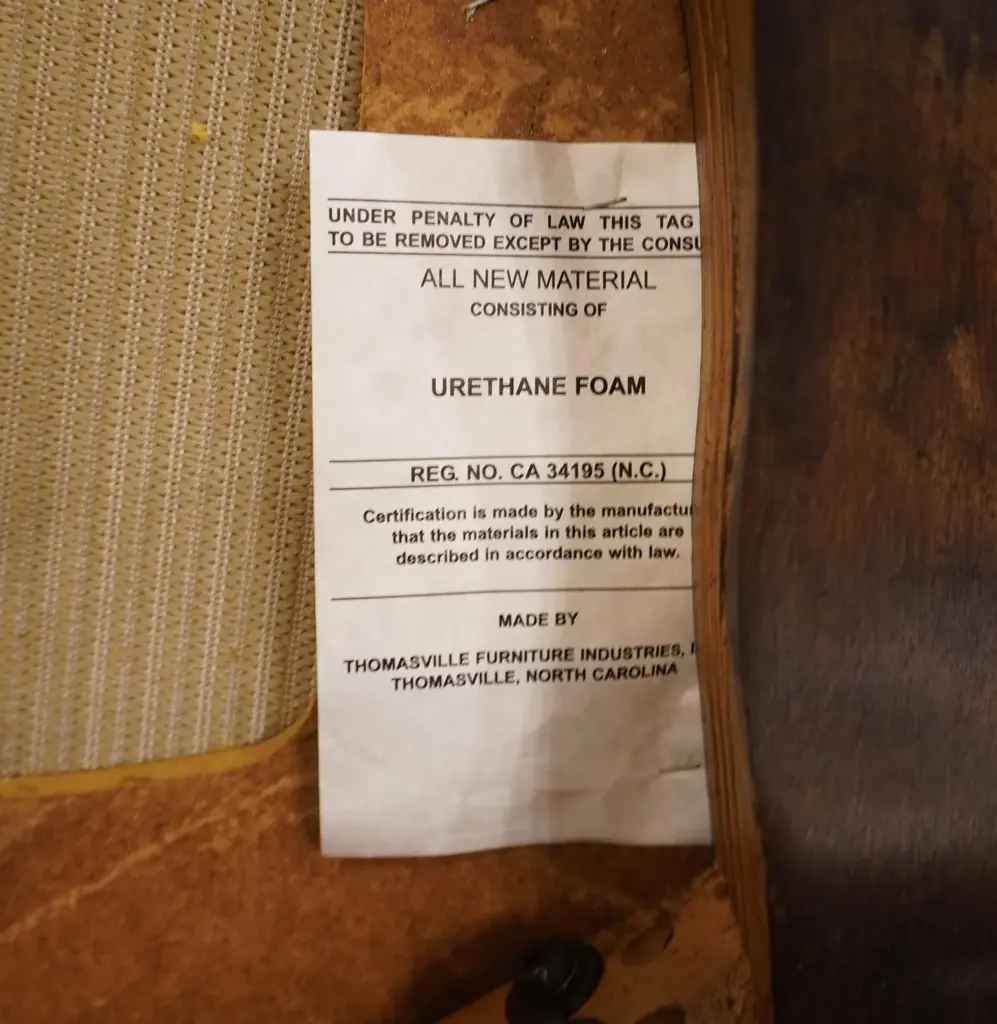 UNDER PENALTY OF LAW THIS TAG
TO BE REMOVED EXCEPT BY THE CONSU
ALL NEW MATERIAL
CONSISTING OF
URETHANE FOAM
REG. NO. CA 34195 (N.C.)
Certification is made by the manufactu
that the materials in this article are
described in accordance with law.
MADE BY
THOMASVILLE FURNITURE INDUSTRIES,
THOMASVILLE, NORTH CAROLINA